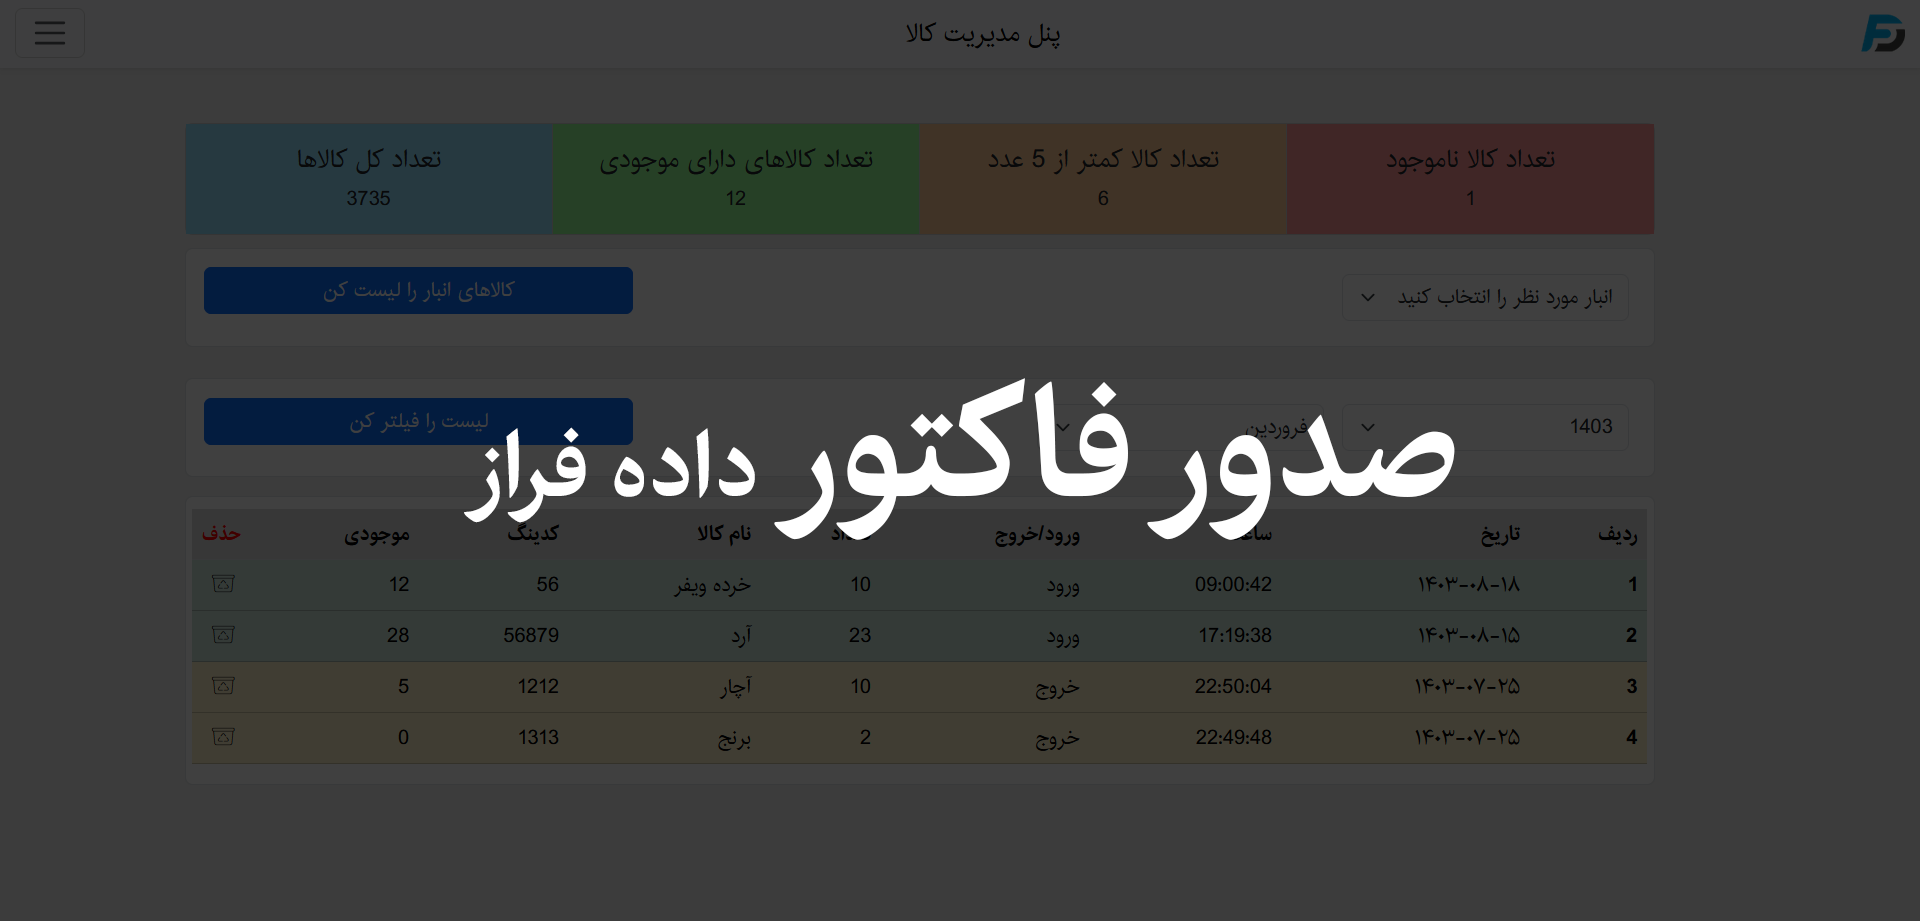 پنل مدیریت کالا
تعداد کالا ناموجود
1
تعداد کالا کمتر از 5 عدد
6
تعداد کالاهای دارای موجودی
12
تعداد کل کالاها
3735
انبار مورد نظر را انتخاب کنید
کالاهای انبار را لیست کن
1403
فروردین
لیست را فیلتر کن
صدور فاکتور داده فراز
ردیف تاریخ ورود/خروج نام کالا کدینگ موجودی حذف
1 ۱۴۰۳-۰۸-۱۸ 09:00:42 ورود 10 خرده ویفر 56 12
2 ۱۴۰۳-۰۸-۱۵ 17:19:38 ورود 23 آرد 56879 28
3 ۱۴۰۳-۰۷-۲۵ 22:50:04 خروج 10 آچار 1212 5
4 ۱۴۰۳-۰۷-۲۵ 22:49:48 خروج 2 برنج 1313 0